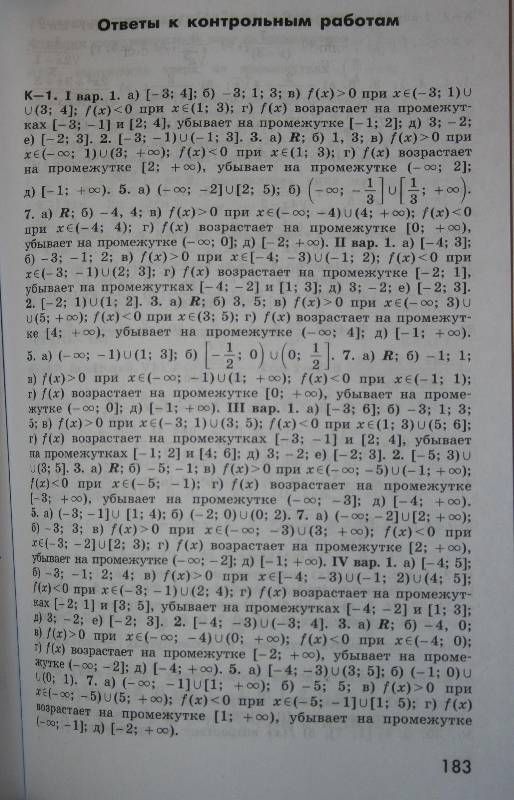 Ответы к контрольным работам
К—1. I вар. 1. а) [−3; 4]; б) −3; 1; 3; в) f(x)>0 при x∈(−3; 1)∪
∪(3; 4]; f(x)<0 при x∈(1; 3); г) f(x) возрастает на промежут-
ках [−3; −1] и [2; 4], убывает на промежутке [−1; 2]; д) 3; −2;
е) [−2; 3]. 2. [−3; −1)∪(−1; 3]. 3. а) R; б) 1, 3; в) f(x)>0 при
x∈(−∞; 1)∪(3; +∞); f(x)<0 при x∈(1; 3); г) f(x) возрастает
на промежутке [2; +∞), убывает на промежутке (−∞; 2];
д) [−1; +∞). 5. а) (−∞; −2]∪[2; 5); б) (−∞; −1/3]∪[1/3; +∞).
7. а) R; б) −4, 4; в) f(x)>0 при x∈(−∞; −4)∪(4; +∞); f(x)<0
при x∈(−4; 4); г) f(x) возрастает на промежутке [0; +∞),
убывает на промежутке (−∞; 0]; д) [−2; +∞). II вар. 1. а) [−4; 3];
б) −3; −1; 2; в) f(x)>0 при x∈[−4; −3)∪(−1; 2); f(x)<0 при
x∈(−3; −1)∪(2; 3]; г) f(x) возрастает на промежутке [−2; 1],
убывает на промежутках [−4; −2] и [1; 3]; д) 3; −2; е) [−2; 3].
2. [−2; 1)∪(1; 2]. 3. а) R; б) 3, 5; в) f(x)>0 при x∈(−∞; 3)∪
∪(5; +∞); f(x)<0 при x∈(3; 5); г) f(x) возрастает на промежут-
ке [4; +∞), убывает на промежутке (−∞; 4]; д) [−1; +∞).
5. а) (−∞; −1)∪(1; 3]; б) [−1/2; 0)∪(0; 1/2]. 7. а) R; б) −1; 1;
в) f(x)>0 при x∈(−∞; −1)∪(1; +∞); f(x)<0 при x∈(−1; 1);
г) f(x) возрастает на промежутке [0; +∞), убывает на проме-
жутке (−∞; 0]; д) [−1; +∞). III вар. 1. а) [−3; 6]; б) −3; 1; 3;
5; в) f(x)>0 при x∈(−3; 1)∪(3; 5); f(x)<0 при x∈(1; 3)∪(5; 6];
г) f(x) возрастает на промежутках [−3; −1] и [2; 4], убывает
на промежутках [−1; 2] и [4; 6]; д) 3; −2; е) [−2; 3]. 2. [−5; 3)∪
∪(3; 5]. 3. а) R; б) −5; −1; в) f(x)>0 при x∈(−∞; −5)∪(−1; +∞);
f(x)<0 при x∈(−5; −1); г) f(x) возрастает на промежутке
[−3; +∞), убывает на промежутке (−∞; −3]; д) [−4; +∞).
5. а) (−3; −1]∪[1; 4); б) (−2; 0)∪(0; 2). 7. а) (−∞; −2]∪[2; +∞);
б) −3; 3; в) f(x)>0 при x∈(−∞; −3)∪(3; +∞); f(x)<0 при
x∈(−3; −2]∪[2; 3); г) f(x) возрастает на промежутке [2; +∞),
убывает на промежутке (−∞; −2]; д) [−1; +∞). IV вар. 1. а) [−4; 5];
б) −3; −1; 2; 4; в) f(x)>0 при x∈[−4; −3)∪(−1; 2)∪(4; 5];
f(x)<0 при x∈(−3; −1)∪(2; 4); г) f(x) возрастает на промежут-
ках [−2; 1] и [3; 5], убывает на промежутках [−4; −2] и [1; 3];
д) 3; −2; е) [−2; 3]. 2. [−4; −3)∪(−3; 4]. 3. а) R; б) −4, 0;
в) f(x)>0 при x∈(−∞; −4)∪(0; +∞); f(x)<0 при x∈(−4; 0);
г) f(x) возрастает на промежутке [−2; +∞), убывает на проме-
жутке (−∞; −2]; д) [−4; +∞). 5. а) [−4; −3)∪(3; 5]; б) (−1; 0)∪
∪(0; 1). 7. а) (−∞; −1]∪[1; +∞); б) −5; 5; в) f(x)>0 при
x∈(−∞; −5)∪(5; +∞); f(x)<0 при x∈(−5; −1]∪[1; 5); г) f(x)
возрастает на промежутке [1; +∞), убывает на промежутке
(−∞; −1]; д) [−2; +∞).
183